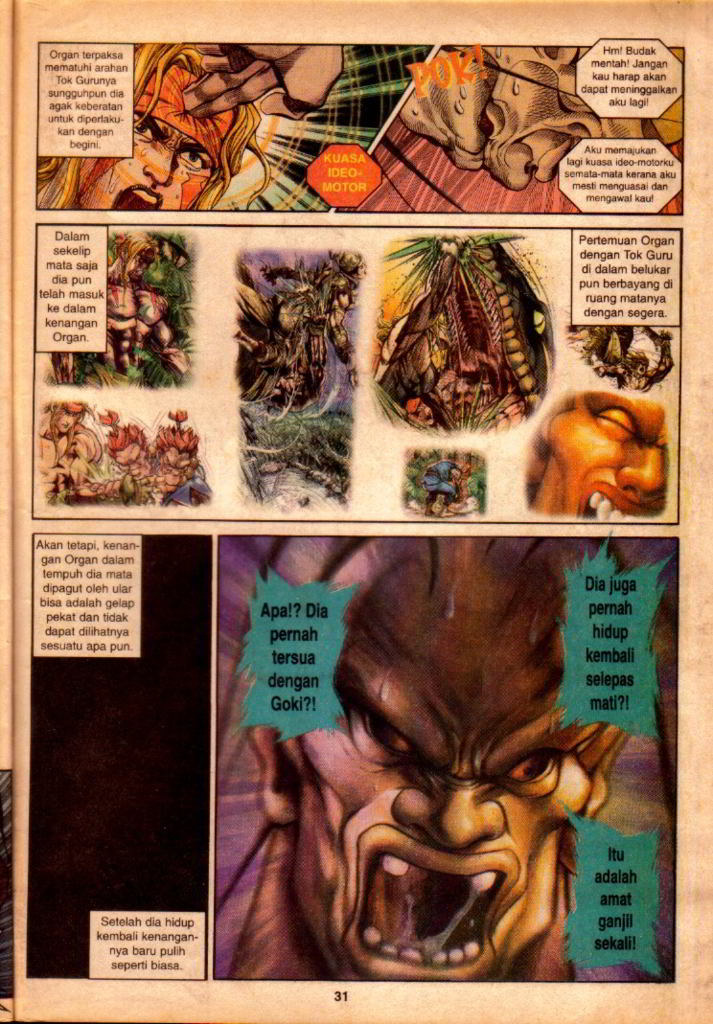 Organ terpaksa
mematuhi arahan
Tok Gurunya
sungguhpun dia
agak keberatan
untuk diperlaku-
kan dengan
begini.
KUASA
IDEO-
MOTOR
POK!
Hm! Budak
mentah! Jangan
kau harap akan
dapat meninggalkan
aku lagi!
Aku memajukan
lagi kuasa ideo-motorku
semata-mata kerana aku
mesti menguasai dan
mengawal kau!
Dalam
sekelip
mata saja
dia pun
telah masuk
ke dalam
kenangan
Organ.
Pertemuan Organ
dengan Tok Guru
di dalam belukar
pun berbayang di
ruang matanya
dengan segera.
Akan tetapi, kenan-
gan Organ dalam
tempuh dia mata
dipagut oleh ular
bisa adalah gelap
pekat dan tidak
dapat dilihatnya
sesuatu apa pun.
Setelah dia hidup
kembali kenangan-
nya baru pulih
seperti biasa.
Apa!? Dia
pernah
tersua
dengan
Goki?!
Dia juga
pernah
hidup
kembali
selepas
mati?!
Itu
adalah
amat
ganjil
sekali!
31